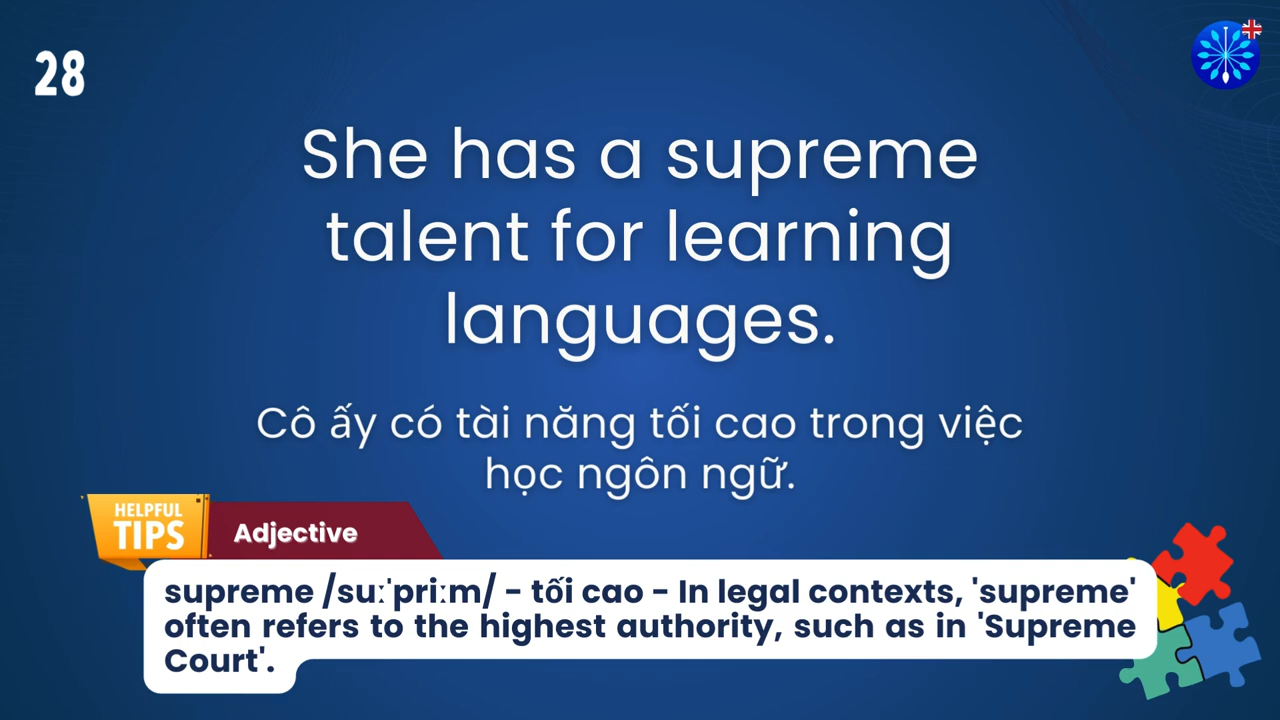 28
She has a supreme
talent for learning
languages.
Cô ấy có tài năng tối cao trong việc
học ngôn ngữ.
HELPFUL
TIPS
Adjective
supreme /suːˈpriːm/ - tối cao - In legal contexts, 'supreme'
often refers to the highest authority, such as in 'Supreme
Court'.